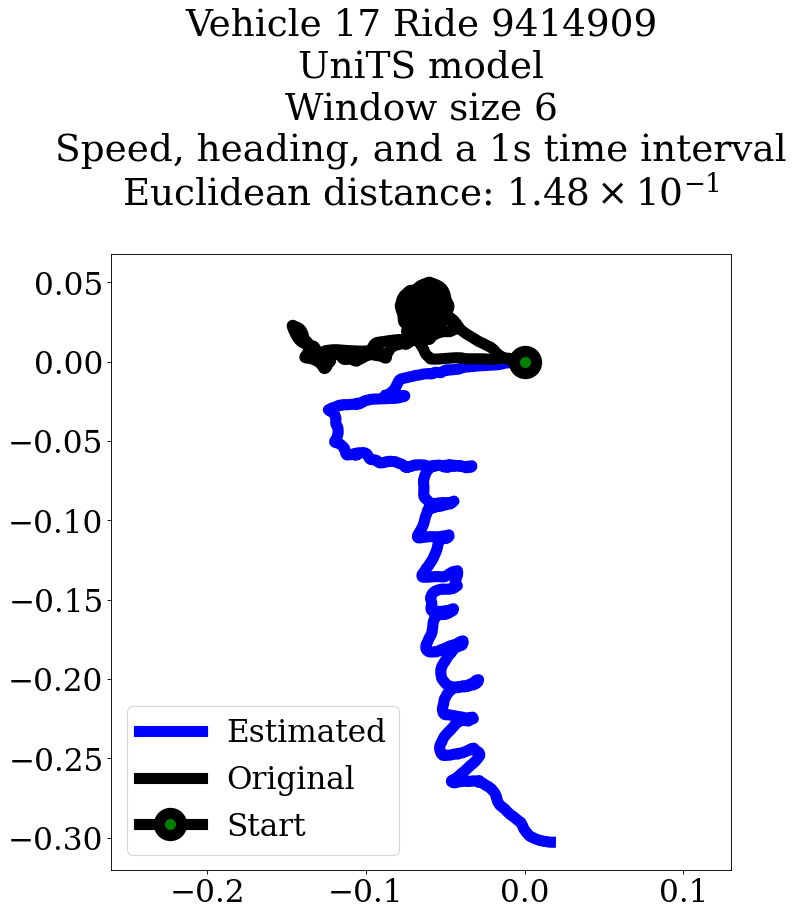 Vehicle 17 Ride 9414909
UniTS model
Window size 6
Speed, heading, and a 1s time interval
Euclidean distance: 1.48 × 10⁻¹
0.05
0.00
−0.05
−0.10
−0.15
−0.20
−0.25
−0.30
Estimated
Original
Start
−0.2 −0.1 0.0 0.1